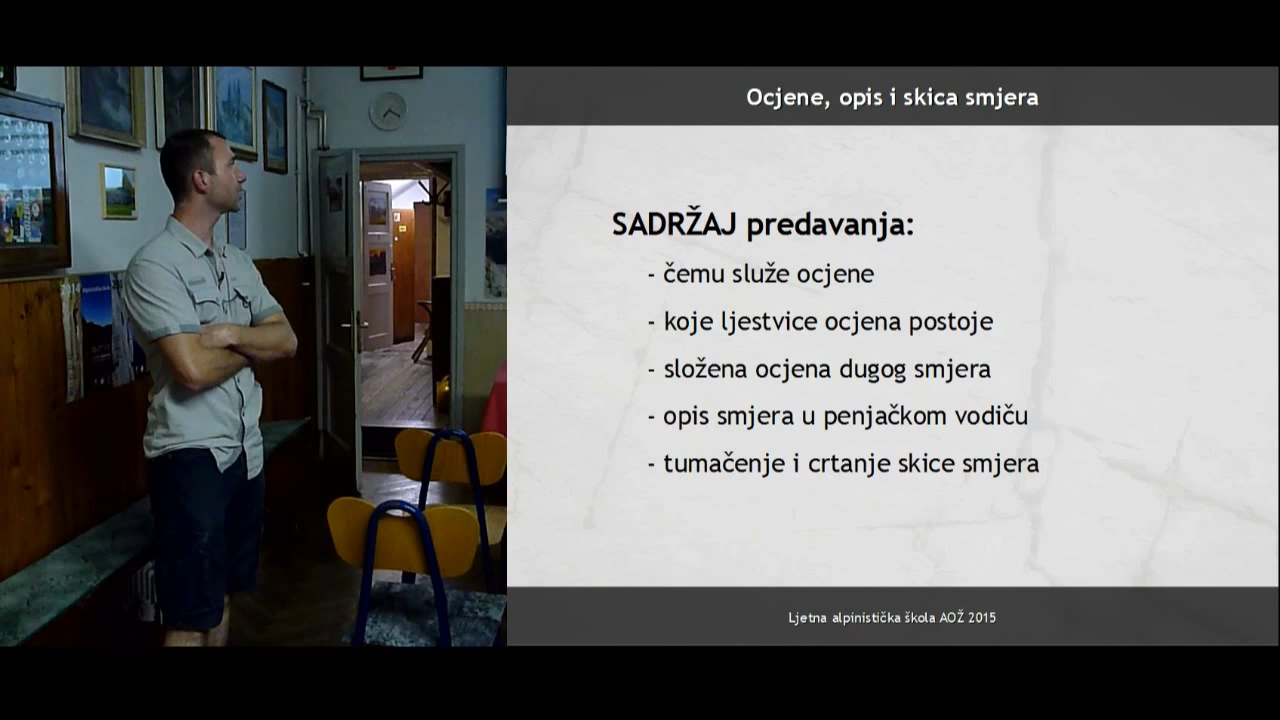 Ocjene, opis i skica smjera
SADRŽAJ predavanja:
- čemu služe ocjene
- koje ljestvice ocjena postoje
- složena ocjena dugog smjera
- opis smjera u penjačkom vodiču
- tumačenje i crtanje skice smjera
Ljetna alpinistička škola AOŽ 2015